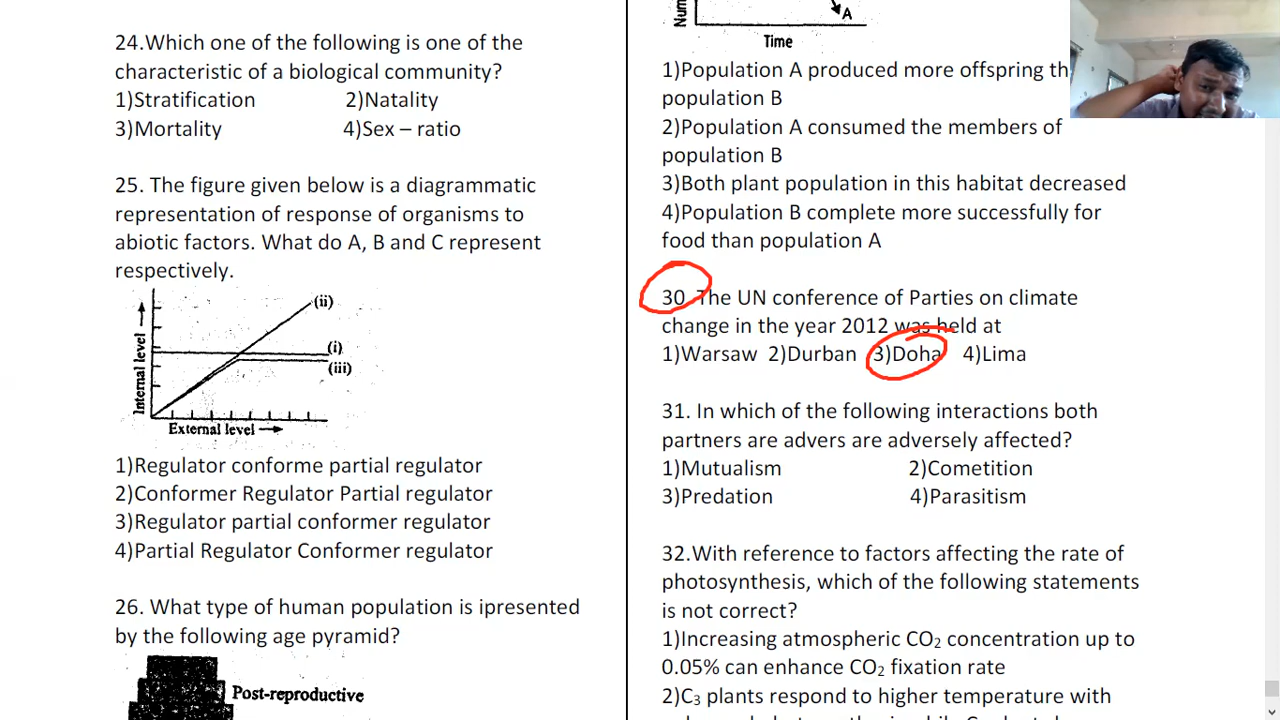 24.Which one of the following is one of the
characteristic of a biological community?
1)Stratification 2)Natality
3)Mortality 4)Sex – ratio
25. The figure given below is a diagrammatic
representation of response of organisms to
abiotic factors. What do A, B and C represent
respectively.
Internal level
(ii)
(i)
(iii)
External level
1)Regulator conforme partial regulator
2)Conformer Regulator Partial regulator
3)Regulator partial conformer regulator
4)Partial Regulator Conformer regulator
26. What type of human population is ipresented
by the following age pyramid?
Post-reproductive
A
Time
1)Population A produced more offspring
population B
2)Population A consumed the members of
population B
3)Both plant population in this habitat decreased
4)Population B complete more successfully for
food than population A
30. The UN conference of Parties on climate
change in the year 2012 was held at
1)Warsaw 2)Durban 3)Doha 4)Lima
31. In which of the following interactions both
partners are advers are adversely affected?
1)Mutualism 2)Cometition
3)Predation 4)Parasitism
32.With reference to factors affecting the rate of
photosynthesis, which of the following statements
is not correct?
1)Increasing atmospheric CO₂ concentration up to
0.05% can enhance CO₂ fixation rate
2)C₃ plants respond to higher temperature with